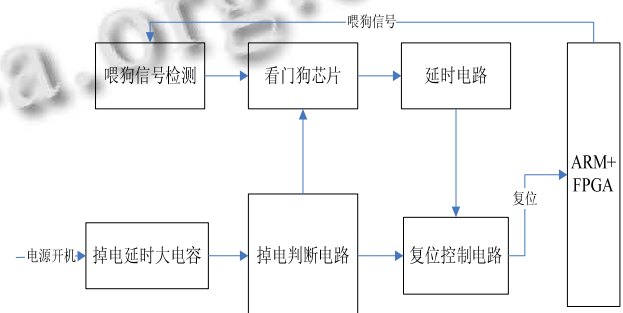 喂狗信号
喂狗信号检测
看门狗芯片
延时电路
ARM+
FPGA
复位
电源开机
掉电延时大电容
掉电判断电路
复位控制电路
a.org.